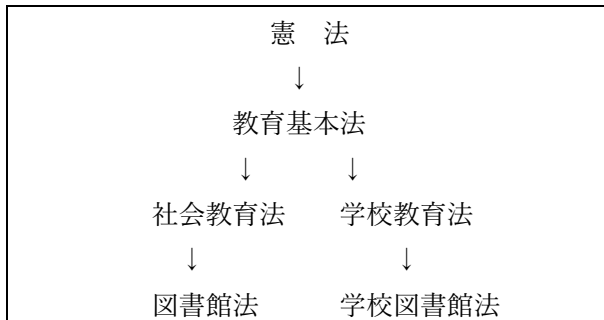 憲　法
↓
教育基本法
↓　↓
社会教育法　学校教育法
↓　↓
図書館法　学校図書館法